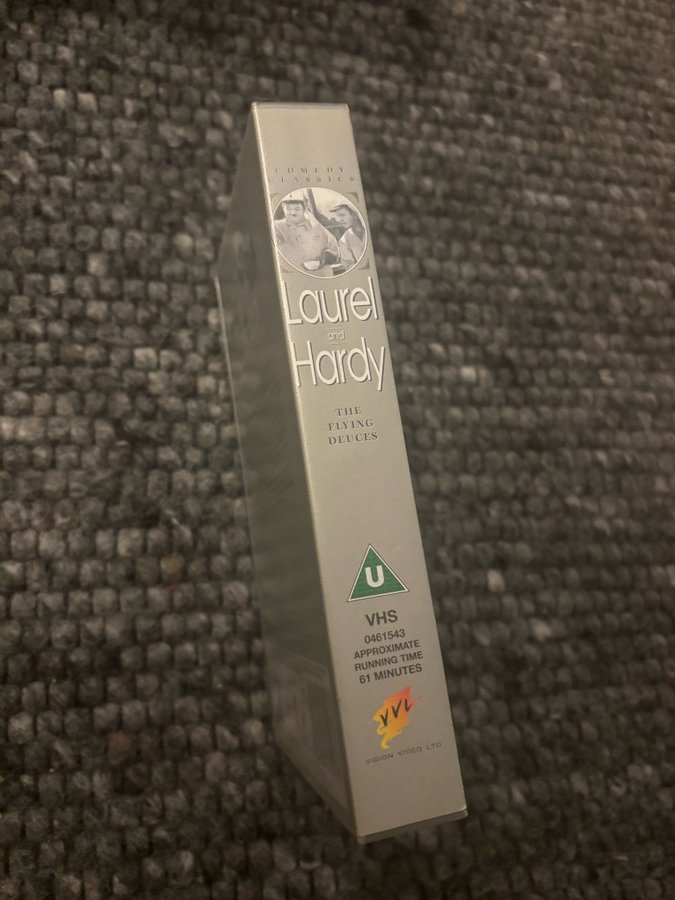 COMEDY
CLASSICS
Laurel
and
Hardy
THE
FLYING
DEUCES
U
VHS
0461543
APPROXIMATE
RUNNING TIME
61 MINUTES
VVL
VISION VIDEO LTD